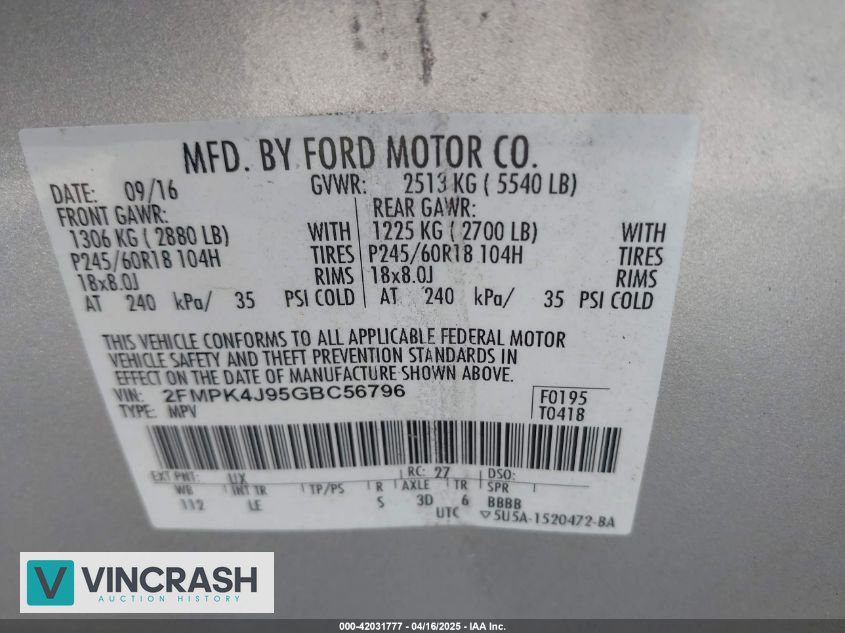 MFD. BY FORD MOTOR CO.
DATE: 09/16 GVWR: 2513 KG ( 5540 LB)
FRONT GAWR: REAR GAWR:
1306 KG ( 2880 LB) WITH 1225 KG ( 2700 LB) WITH
P245/60R18 104H TIRES P245/60R18 104H TIRES
18x8.0J RIMS 18x8.0J RIMS
AT 240 kPa/ 35 PSI COLD AT 240 kPa/ 35 PSI COLD
THIS VEHICLE CONFORMS TO ALL APPLICABLE FEDERAL MOTOR
VEHICLE SAFETY AND THEFT PREVENTION STANDARDS IN
EFFECT ON THE DATE OF MANUFACTURE SHOWN ABOVE.
VIN: 2FMPK4J95GBC56796 F0195
TYPE: MPV T0418
EXT PNT: UX RC: 27 DSO:
WB INT TR TP/PS R AXLE TR SPR
112 LE S 3D 6 BBBB
UTC ▽5U5A-1520472-BA
VINCRASH
AUCTION HISTORY
000-42031777 - 04/16/2025 - IAA Inc.